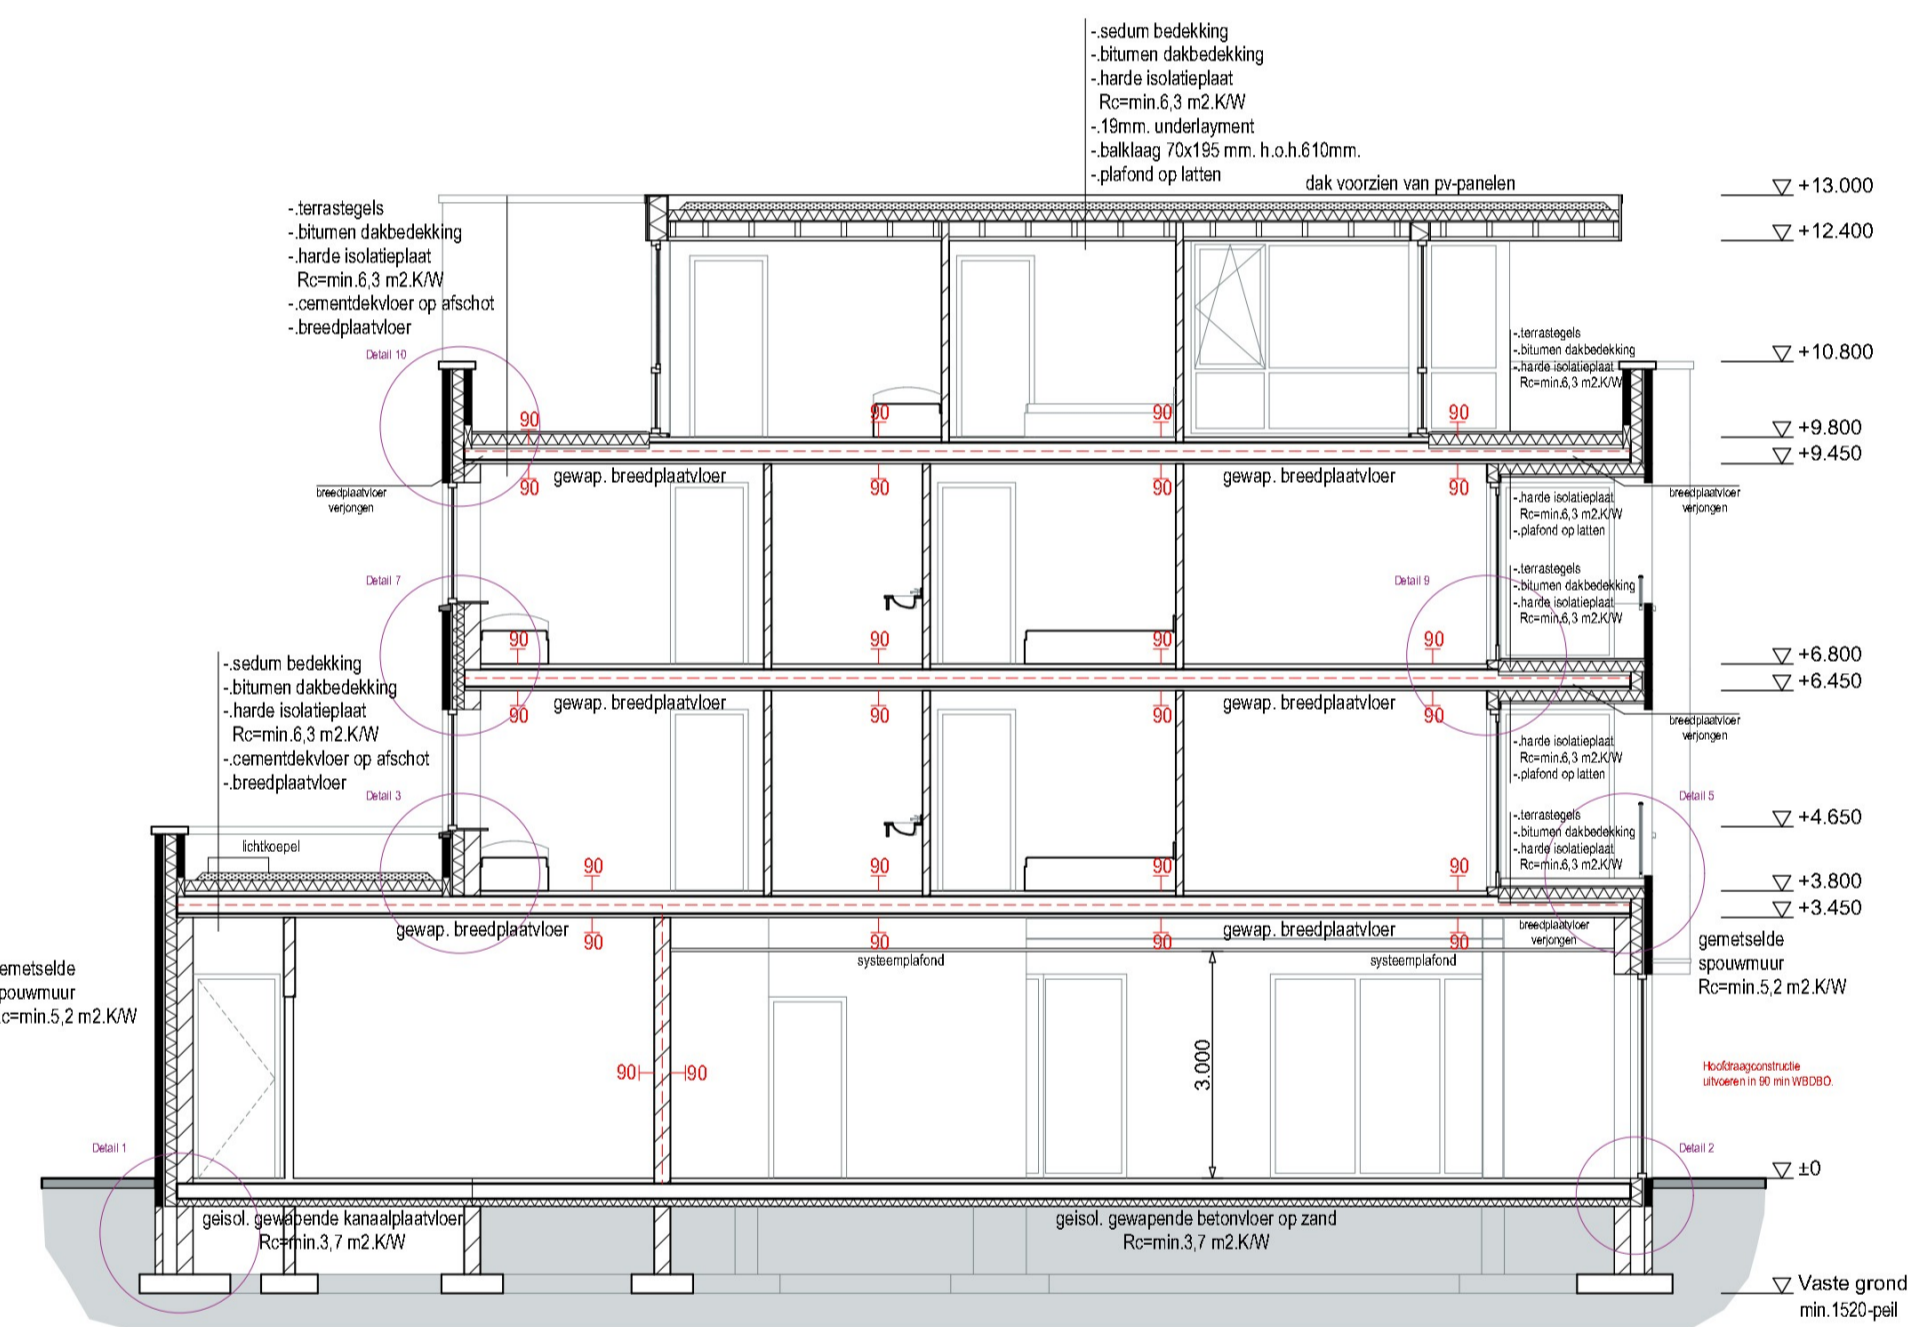 -.sedum bedekking
-.bitumen dakbedekking
-.harde isolatieplaat
Rc=min.6,3 m2.K/W
-.19mm. underlayment
-.balklaag 70x195 mm. h.o.h.610mm.
-.plafond op latten
dak voorzien van pv-panelen
+13.000
+12.400
-.terrastegels
-.bitumen dakbedekking
-.harde isolatieplaat
Rc=min.6,3 m2.K/W
-.cementdekvloer op afschot
-.breedplaatvloer
Detail 10
-.terrastegels
-.bitumen dakbedekking
-.harde isolatieplaat
Rc=min.6,3 m2.K/W
+10.800
90 90 90 90
+9.800
+9.450
gewap. breedplaatvloer gewap. breedplaatvloer
90 90 90 90
breedplaatvloer
verjongen
-.harde isolatieplaat
Rc=min.6,3 m2.K/W
-.plafond op latten
breedplaatvloer
verjongen
Detail 7
Detail 9
-.terrastegels
-.bitumen dakbedekking
-.harde isolatieplaat
Rc=min.6,3 m2.K/W
90 90 90 90
+6.800
+6.450
gewap. breedplaatvloer gewap. breedplaatvloer
90 90 90 90
-.sedum bedekking
-.bitumen dakbedekking
-.harde isolatieplaat
Rc=min.6,3 m2.K/W
-.cementdekvloer op afschot
-.breedplaatvloer
breedplaatvloer
verjongen
-.harde isolatieplaat
Rc=min.6,3 m2.K/W
-.plafond op latten
Detail 3
Detail 5
-.terrastegels
-.bitumen dakbedekking
-.harde isolatieplaat
Rc=min.6,3 m2.K/W
+4.650
lichtkoepel
90 90 90 90
+3.800
+3.450
gewap. breedplaatvloer gewap. breedplaatvloer
90 90 90 90
breedplaatvloer
verjongen
systeemplafond systeemplafond
emetselde
pouwmuur
c=min.5,2 m2.K/W
gemetselde
spouwmuur
Rc=min.5,2 m2.K/W
3.000
90 90
Hoofddraagconstructie
uitvoeren in 90 min WBDBO.
Detail 1
Detail 2
±0
geisol. gewapende kanaalplaatvloer
Rc=min.3,7 m2.K/W
geisol. gewapende betonvloer op zand
Rc=min.3,7 m2.K/W
Vaste grond
min.1520-peil